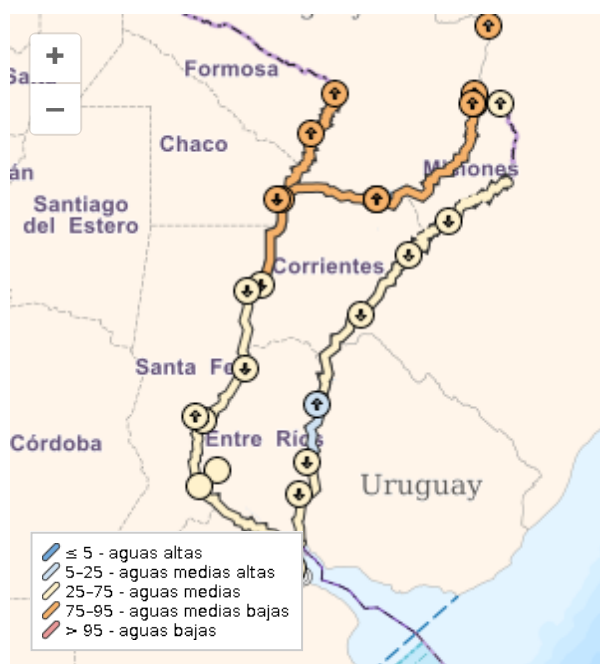 +
Formosa
−
Chaco
Misiones
Santiago
del Estero
Corrientes
Santa Fe
Córdoba
Entre Ríos
Uruguay
≤ 5 - aguas altas
5-25 - aguas medias altas
25-75 - aguas medias
75-95 - aguas medias bajas
> 95 - aguas bajas